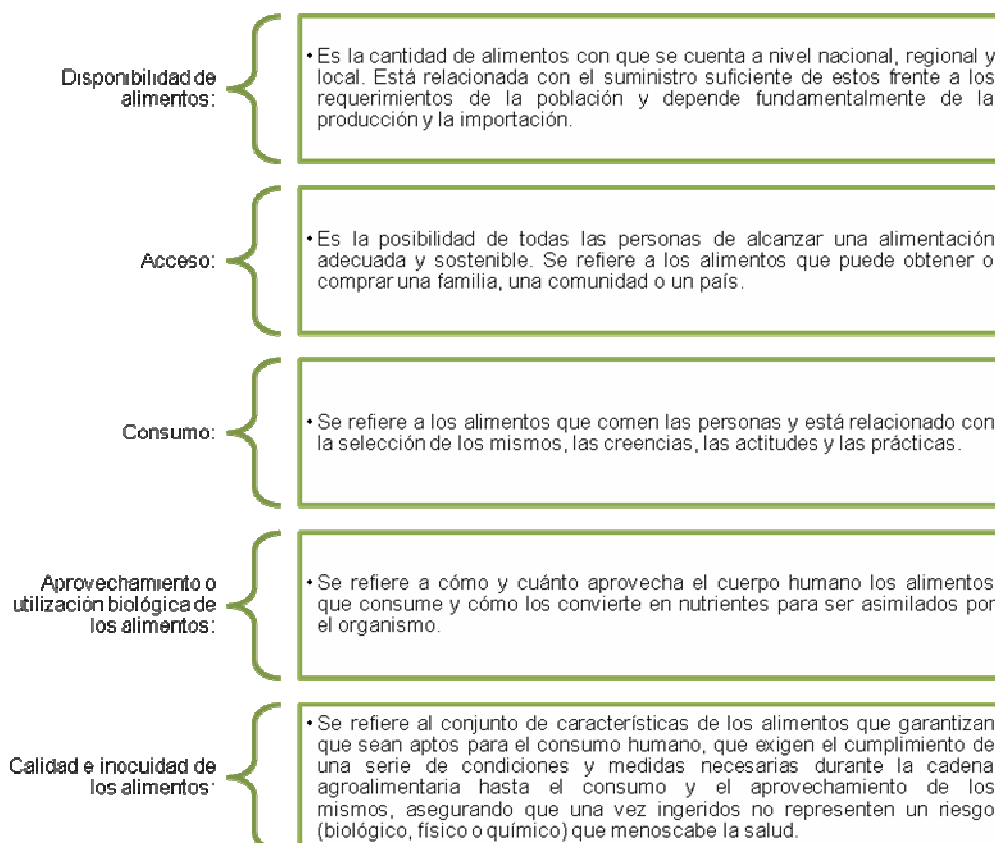 Disponibilidad de
alimentos:
• Es la cantidad de alimentos con que se cuenta a nivel nacional, regional y
local. Está relacionada con el suministro suficiente de estos frente a los
requerimientos de la población y depende fundamentalmente de la
producción y la importación.
Acceso:
• Es la posibilidad de todas las personas de alcanzar una alimentación
adecuada y sostenible. Se refiere a los alimentos que puede obtener o
comprar una familia, una comunidad o un país.
Consumo:
• Se refiere a los alimentos que comen las personas y está relacionado con
la selección de los mismos, las creencias, las actitudes y las prácticas.
Aprovechamiento o
utilización biológica de
los alimentos:
• Se refiere a cómo y cuánto aprovecha el cuerpo humano los alimentos
que consume y cómo los convierte en nutrientes para ser asimilados por
el organismo.
Calidad e inocuidad de
los alimentos:
• Se refiere al conjunto de características de los alimentos que garantizan
que sean aptos para el consumo humano, que exigen el cumplimiento de
una serie de condiciones y medidas necesarias durante la cadena
agroalimentaria hasta el consumo y el aprovechamiento de los
mismos, asegurando que una vez ingeridos no representen un riesgo
(biológico, físico o químico) que menoscabe la salud.